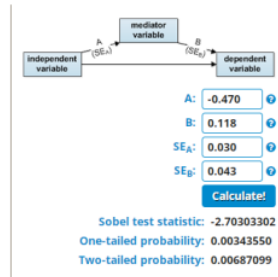 mediator
variable
A
(SEA)
B
(SEB)
independent
variable
dependent
variable
A: -0.470 ?
B: 0.118 ?
SEA: 0.030 ?
SEB: 0.043 ?
Calculate!
Sobel test statistic: -2.70303302
One-tailed probability: 0.00343550
Two-tailed probability: 0.00687099